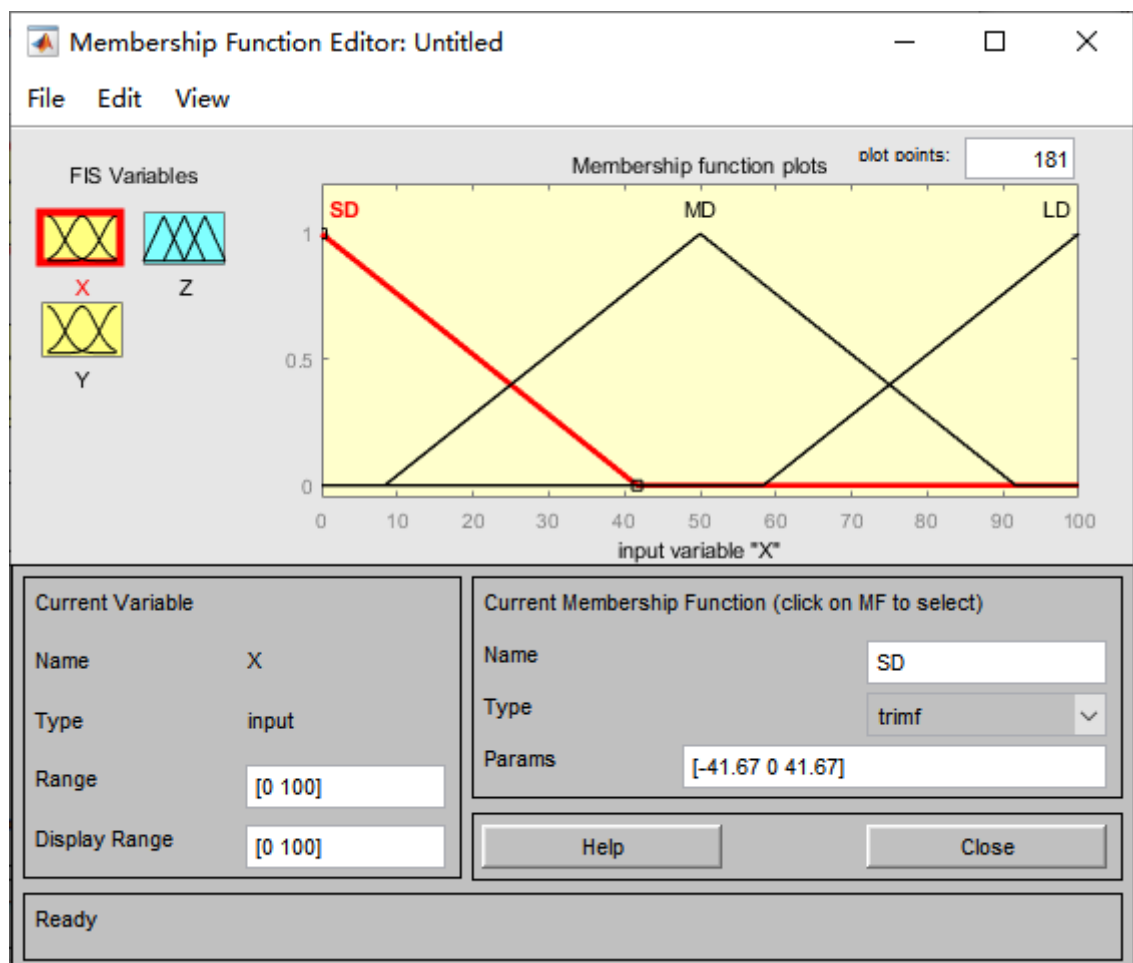 Membership Function Editor: Untitled
File Edit View
FIS Variables
X
Z
Y
Membership function plots
plot points:
181
SD
MD
LD
1
0.5
0
0 10 20 30 40 50 60 70 80 90 100
input variable "X"
Current Variable
Name X
Type input
Range [0 100]
Display Range [0 100]
Current Membership Function (click on MF to select)
Name SD
Type trimf
Params [-41.67 0 41.67]
Help Close
Ready